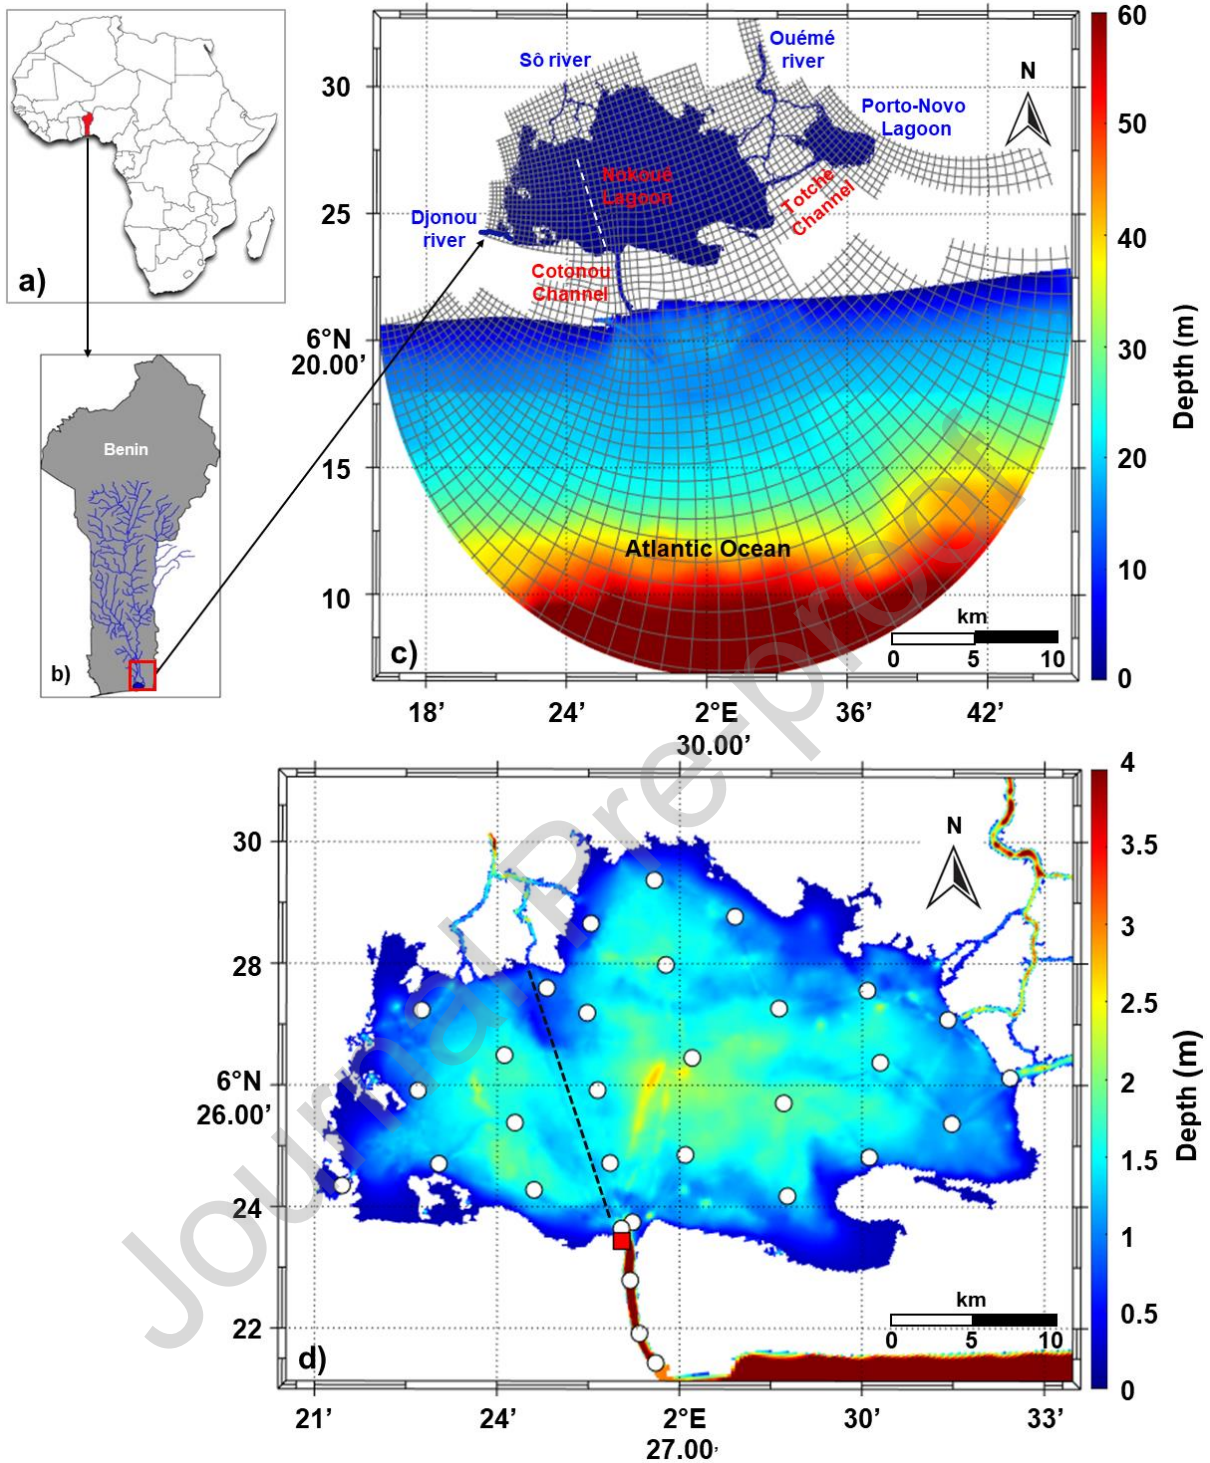 a)
Benin
b)
Sô river
Ouémé
river
N
Porto-Novo
Lagoon
Nokoué
Lagoon
Totchè
Channel
Djonou
river
Cotonou
Channel
Atlantic Ocean
km
0 5 10
c)
30
25
6°N
20.00’
15
10
18’ 24’ 2°E 36’ 42’
30.00’
60
50
40
30
20
10
0
Depth (m)
N
km
0 5 10
d)
30
28
6°N
26.00’
24
22
21’ 24’ 2°E 30’ 33’
27.00’
4
3.5
3
2.5
2
1.5
1
0.5
0
Depth (m)
Journal Pre-proof